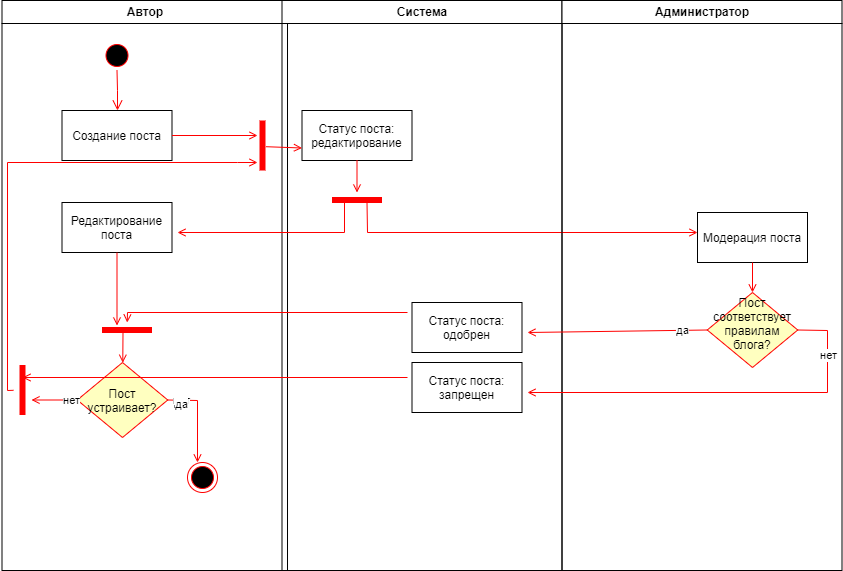 Автор
Система
Администратор
Создание поста
Статус поста:
редактирование
Редактирование
поста
Модерация поста
Статус поста:
одобрен
да
Пост
соответствует
правилам
блога?
нет
Статус поста:
запрещен
нет
Пост
устраивает?
да